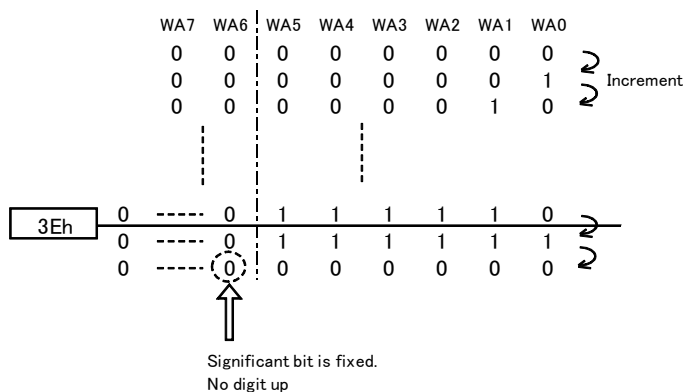 WA7 WA6 WA5 WA4 WA3 WA2 WA1 WA0
0 0 0 0 0 0 0 0
0 0 0 0 0 0 0 1 Increment
0 0 0 0 0 0 1 0
3Eh 0 ----- 0 1 1 1 1 1 0
0 ----- 0 1 1 1 1 1 1
0 ----- 0 0 0 0 0 0 0
Significant bit is fixed.
No digit up